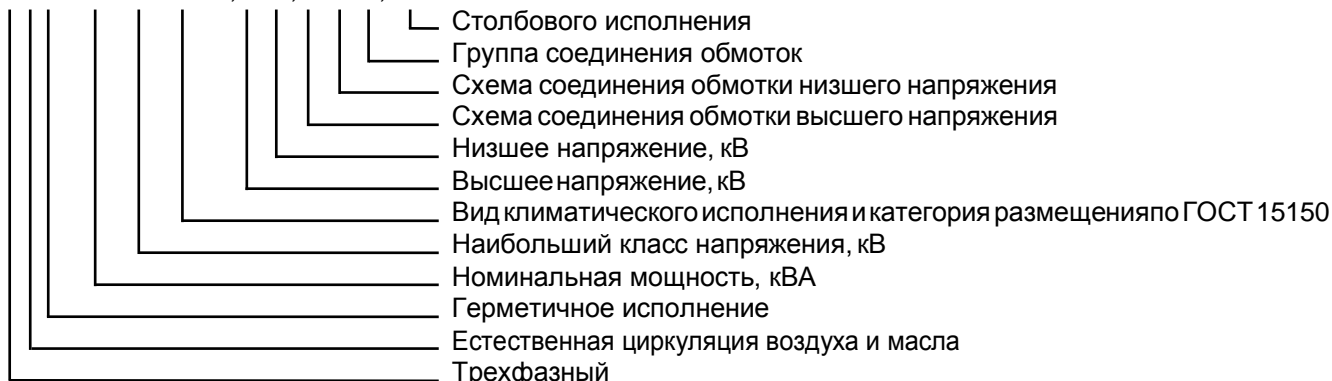 Столбового исполнения
Группа соединения обмоток
Схема соединения обмотки низшего напряжения
Схема соединения обмотки высшего напряжения
Низшее напряжение, кВ
Высшее напряжение, кВ
Вид климатического исполнения и категория размещения по ГОСТ 15150
Наибольший класс напряжения, кВ
Номинальная мощность, кВА
Герметичное исполнение
Естественная циркуляция воздуха и масла
Трехфазный